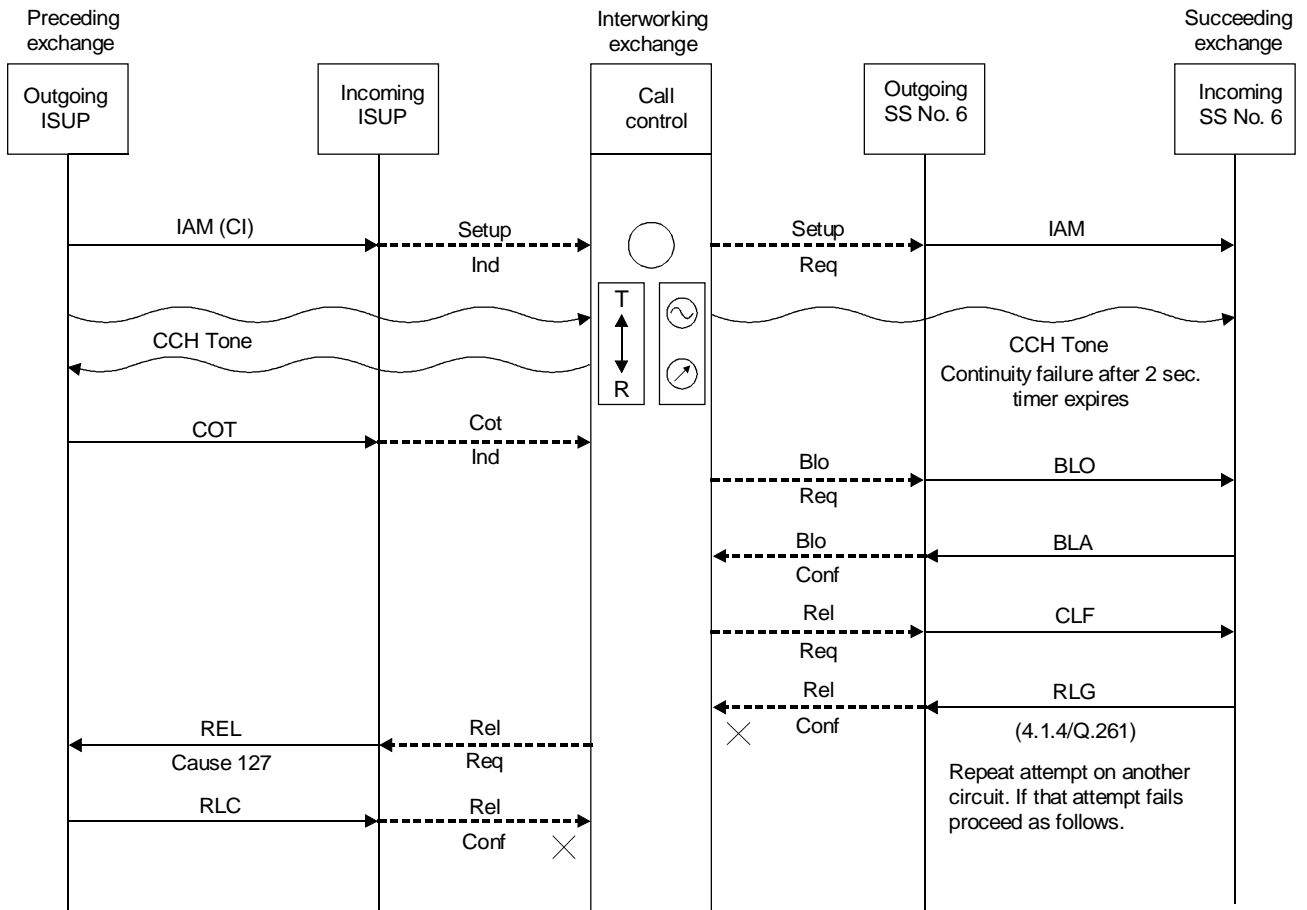 Preceding
exchange
Interworking
exchange
Succeeding
exchange
Outgoing
ISUP
Incoming
ISUP
Call
control
Outgoing
SS No. 6
Incoming
SS No. 6
IAM (CI)
Setup
Ind
Setup
Req
IAM
T
R
CCH Tone
CCH Tone
Continuity failure after 2 sec.
timer expires
COT
Cot
Ind
Blo
Req
BLO
Blo
Conf
BLA
Rel
Req
CLF
Rel
Conf
RLG
(4.1.4/Q.261)
REL
Cause 127
Rel
Req
Repeat attempt on another
circuit. If that attempt fails
proceed as follows.
RLC
Rel
Conf